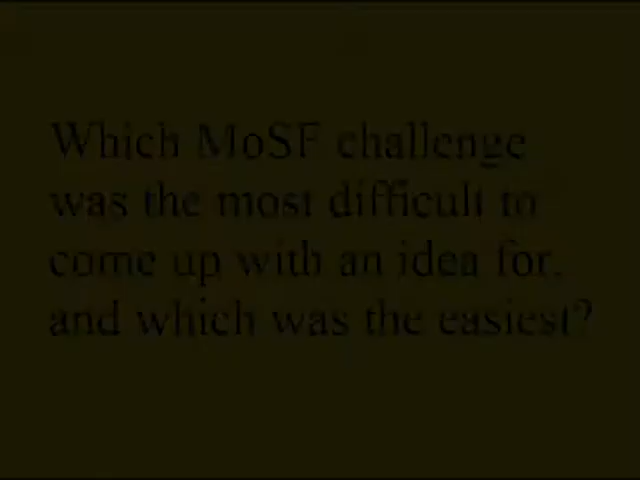 Which MoSF challenge
was the most difficult to
come up with an idea for,
and which was the easiest?